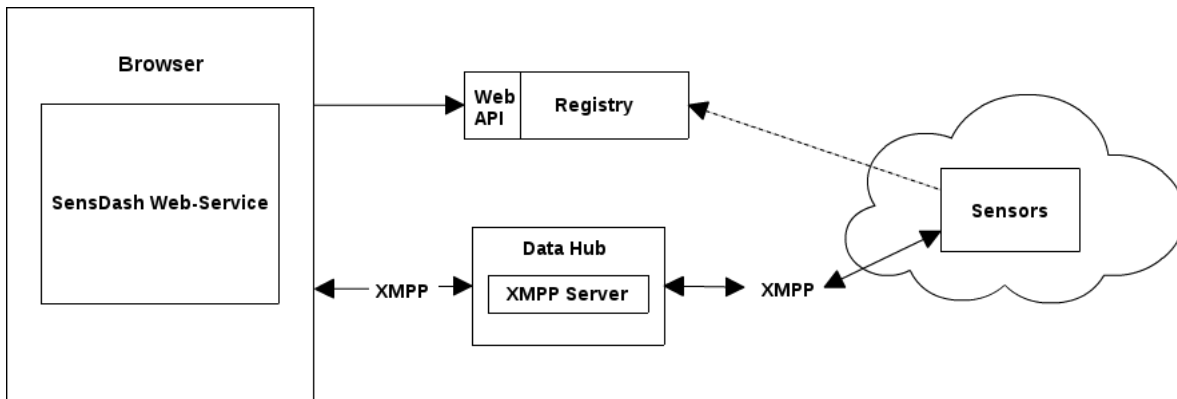 Browser
SensDash Web-Service
Web
API
Registry
Sensors
Data Hub
XMPP Server
XMPP
XMPP